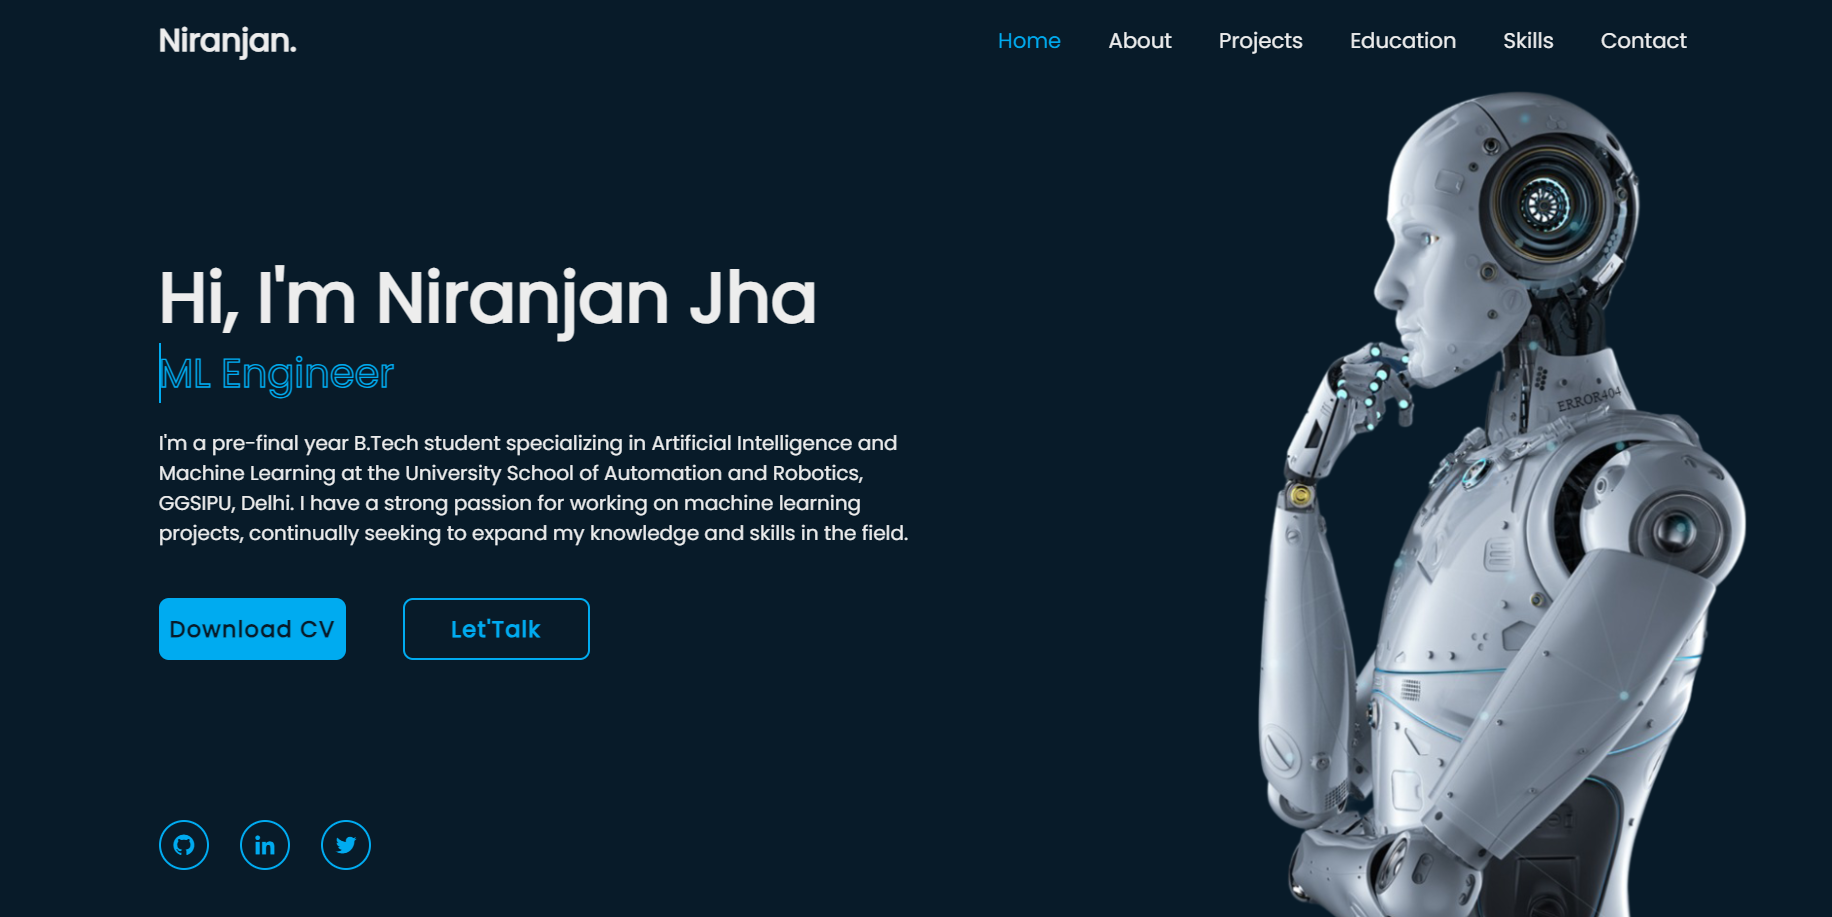 Niranjan.
Home About Projects Education Skills Contact
Hi, I'm Niranjan Jha
ML Engineer
I'm a pre-final year B.Tech student specializing in Artificial Intelligence and
Machine Learning at the University School of Automation and Robotics,
GGSIPU, Delhi. I have a strong passion for working on machine learning
projects, continually seeking to expand my knowledge and skills in the field.
Download CV
Let'Talk
in
ERROR404